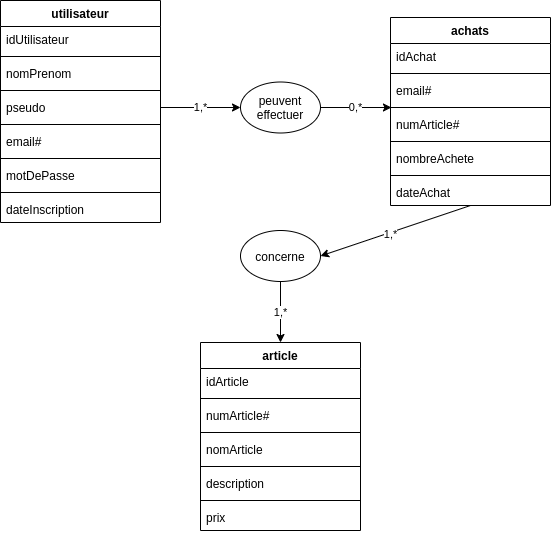 utilisateur
idUtilisateur
nomPrenom
pseudo
email#
motDePasse
dateInscription
1,*
peuvent
effectuer
0,*
achats
idAchat
email#
numArticle#
nombreAchete
dateAchat
1,*
concerne
1,*
article
idArticle
numArticle#
nomArticle
description
prix